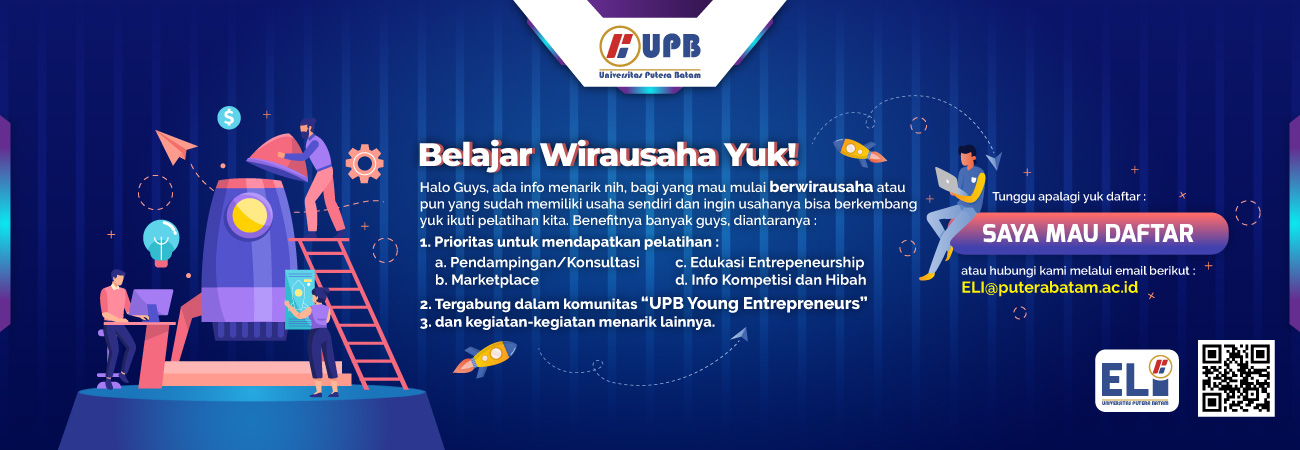 UPB
Universitas Putera Batam
Belajar Wirausaha Yuk!
Halo Guys, ada info menarik nih, bagi yang mau mulai berwirausaha atau
pun yang sudah memiliki usaha sendiri dan ingin usahanya bisa berkembang
yuk ikuti pelatihan kita. Benefitnya banyak guys, diantaranya :
1. Prioritas untuk mendapatkan pelatihan :
a. Pendampingan/Konsultasi
b. Marketplace
c. Edukasi Entrepeneurship
d. Info Kompetisi dan Hibah
2. Tergabung dalam komunitas “UPB Young Entrepreneurs”
3. dan kegiatan-kegiatan menarik lainnya.
Tunggu apalagi yuk daftar :
SAYA MAU DAFTAR
atau hubungi kami melalui email berikut :
ELI@puterabatam.ac.id
ELI
UNIVERSITAS PUTERA BATAM
$